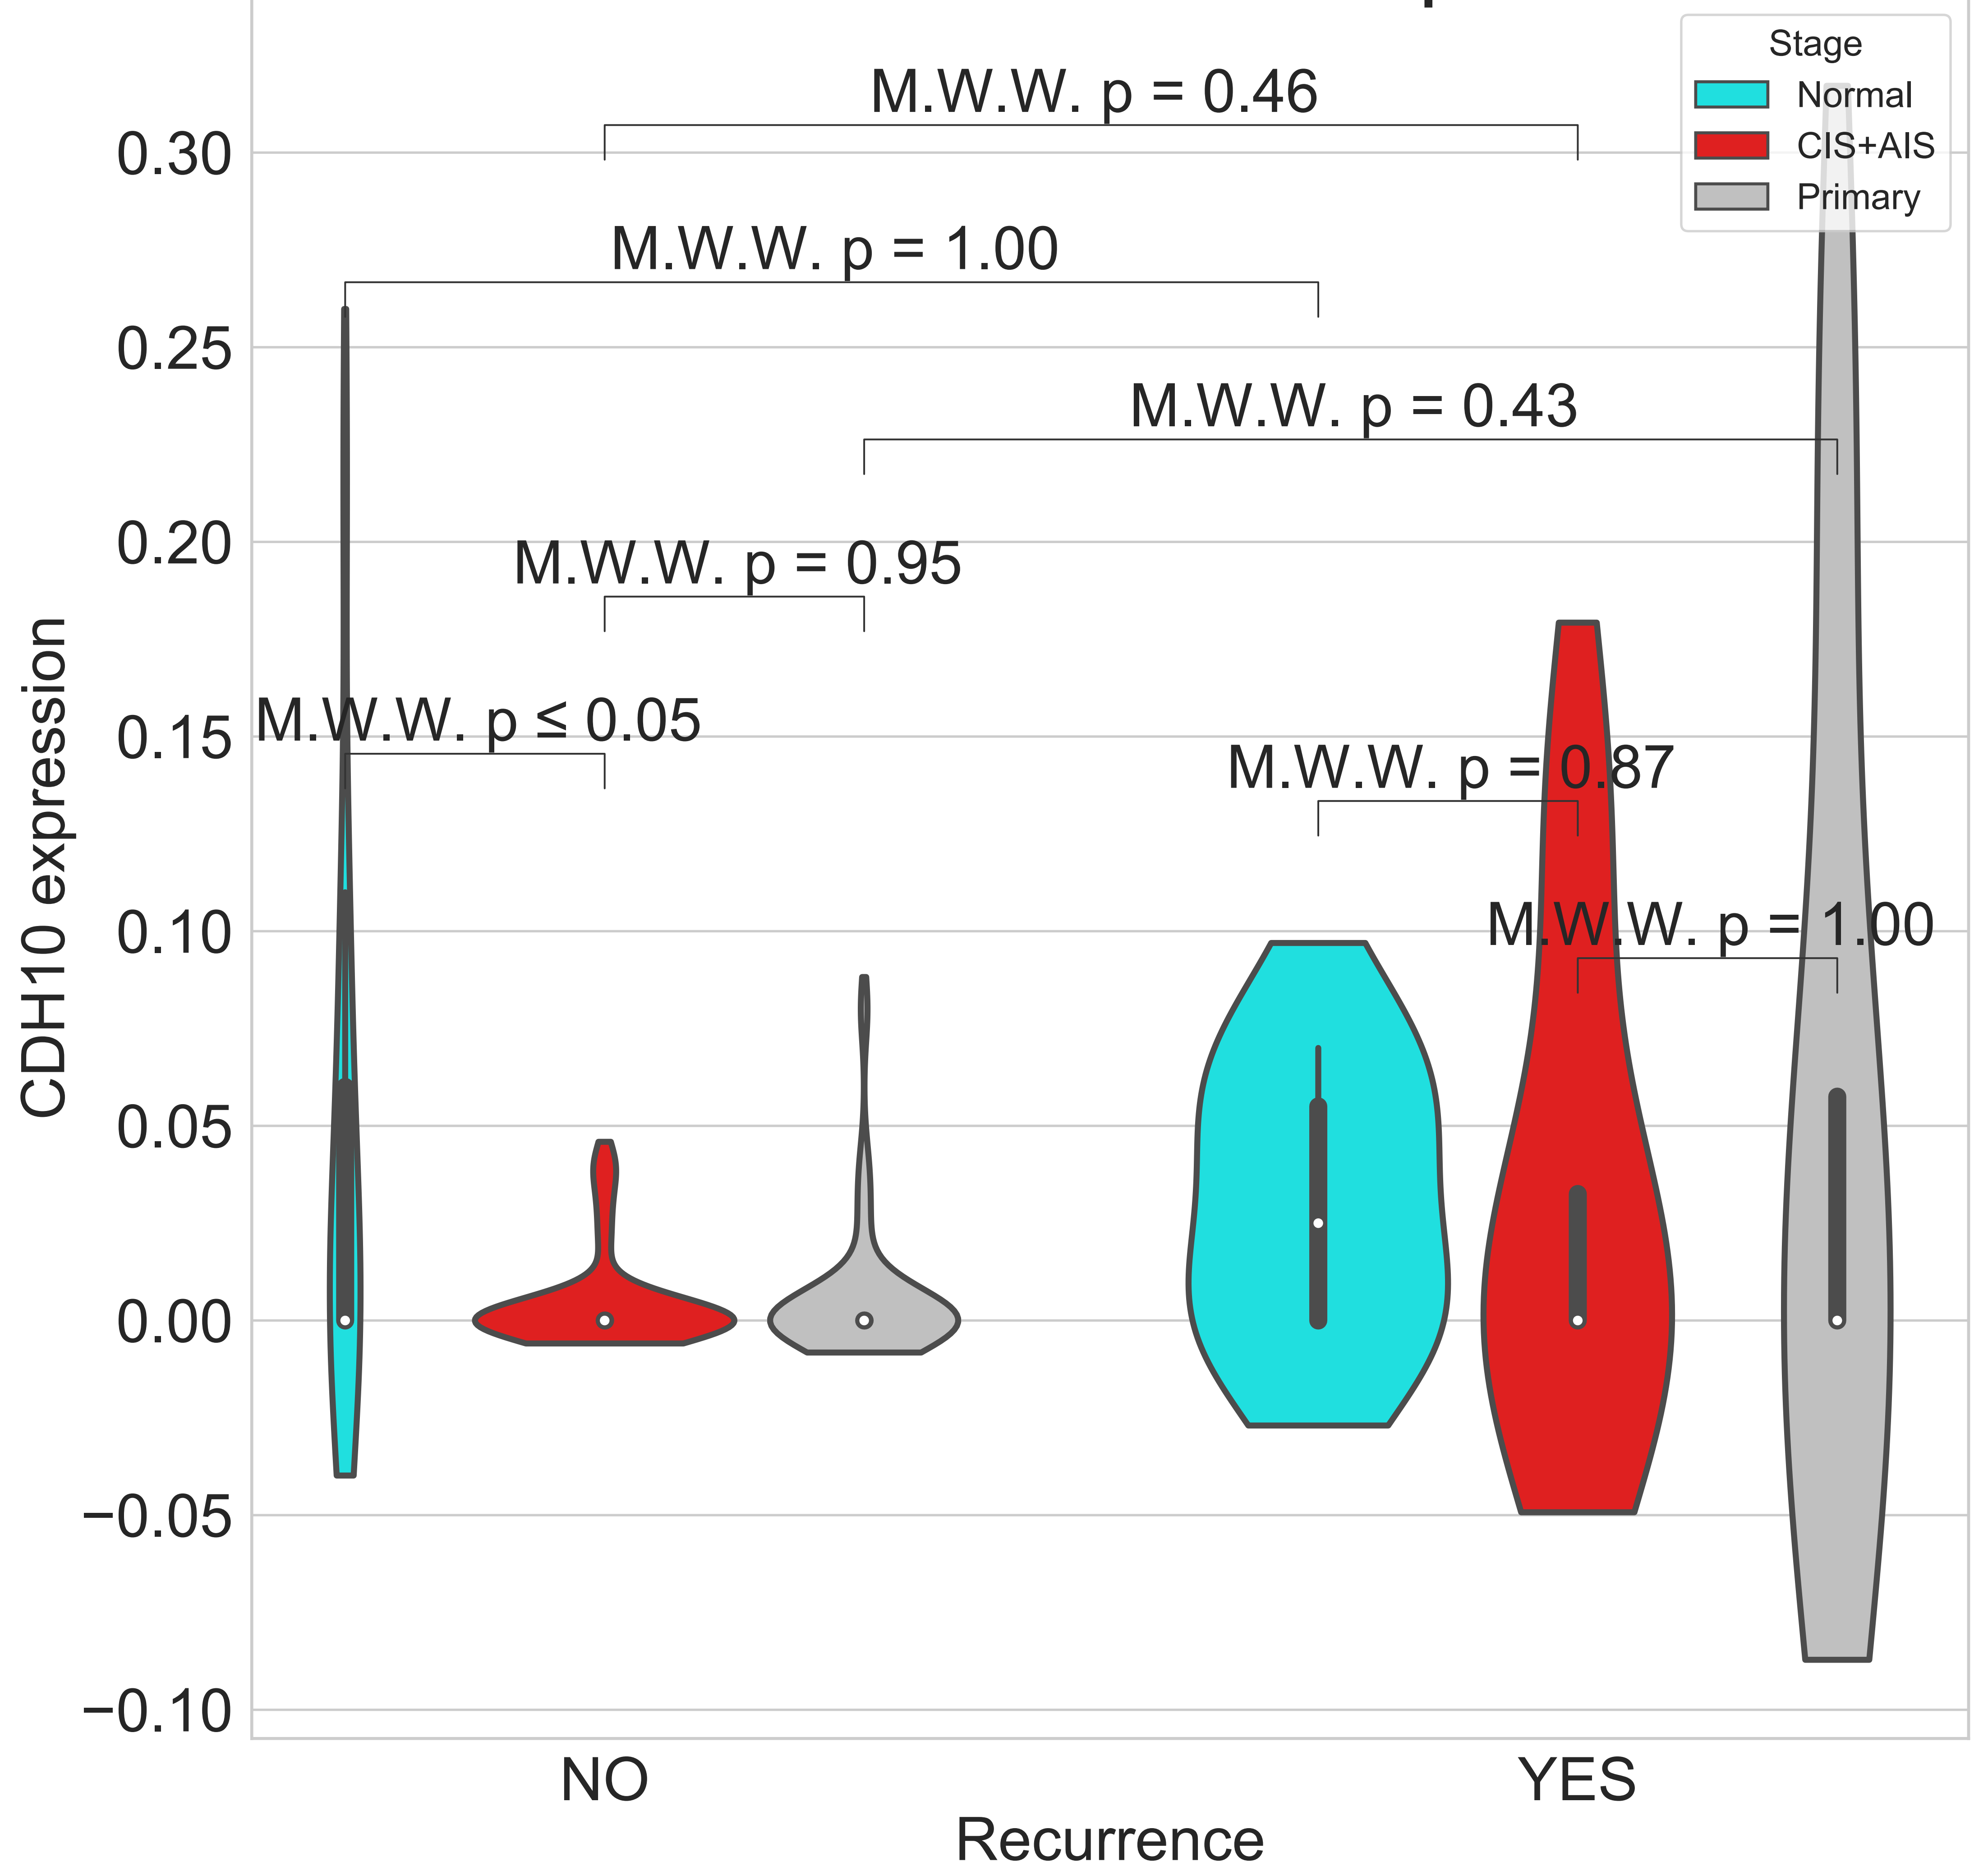 Stage
Normal
CIS+AIS
Primary
M.W.W. p = 0.46
M.W.W. p = 1.00
M.W.W. p = 0.43
M.W.W. p = 0.95
M.W.W. p ≤ 0.05
M.W.W. p = 0.87
M.W.W. p = 1.00
0.30
0.25
0.20
0.15
0.10
0.05
0.00
−0.05
−0.10
CDH10 expression
NO
YES
Recurrence